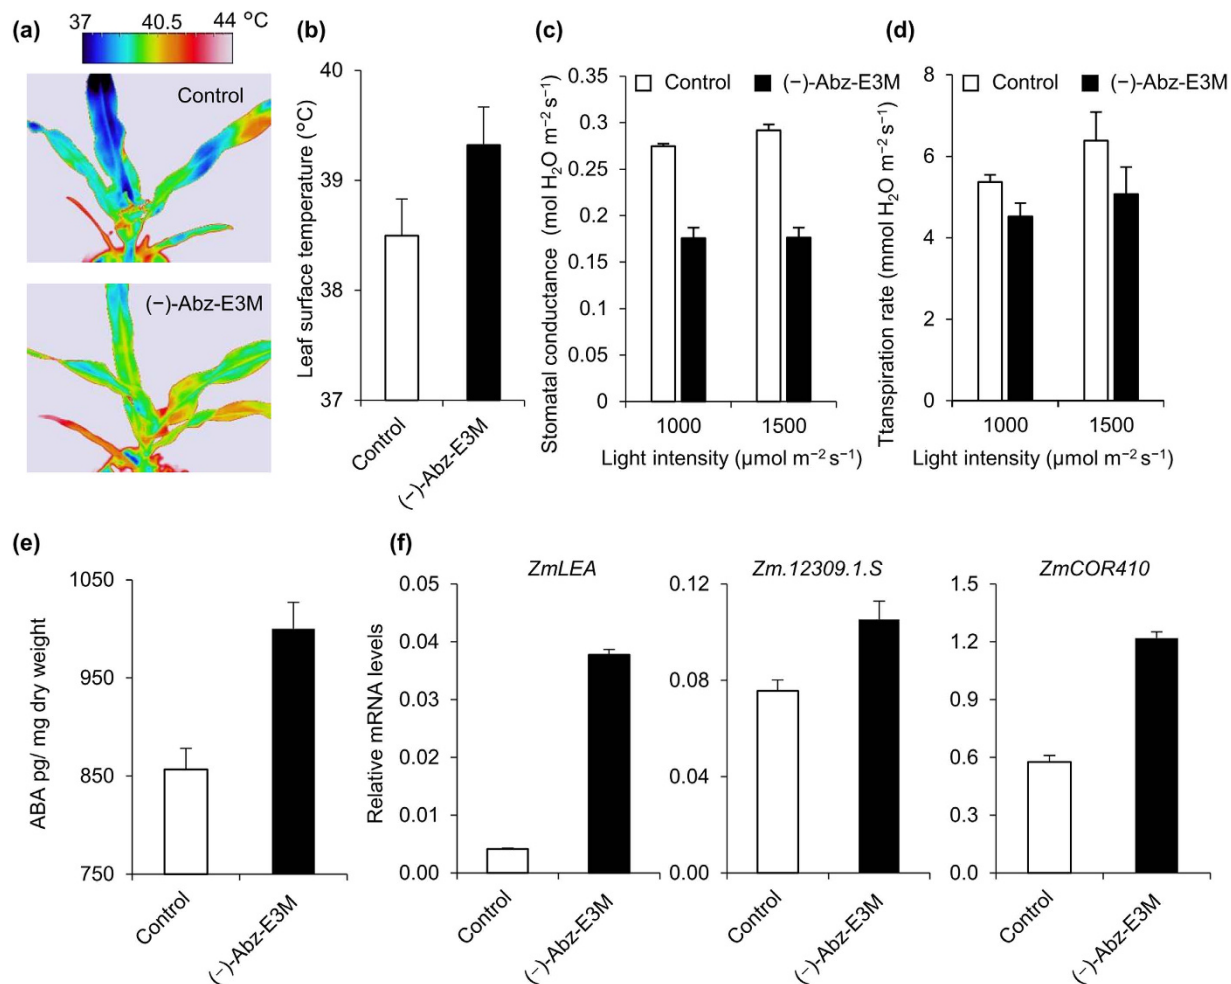 (a)
37 40.5 44 °C
Control
(−)-Abz-E3M
(b)
Leaf surface temperature (°C)
40
39
38
37
Control
(−)-Abz-E3M
(c)
Stomatal conductance (mol H₂O m⁻² s⁻¹)
Control
(−)-Abz-E3M
0.35
0.3
0.25
0.2
0.15
0.1
0.05
0
1000
1500
Light intensity (µmol m⁻² s⁻¹)
(d)
Ttanspiration rate (mmol H₂O m⁻² s⁻¹)
Control
(−)-Abz-E3M
8
6
4
2
0
1000
1500
Light intensity (µmol m⁻² s⁻¹)
(e)
ABA pg/ mg dry weight
1050
950
850
750
Control
(−)-Abz-E3M
(f)
Relative mRNA levels
ZmLEA
0.05
0.04
0.03
0.02
0.01
0.00
Control
(−)-Abz-E3M
Zm.12309.1.S
0.12
0.08
0.04
0.00
Control
(−)-Abz-E3M
ZmCOR410
1.5
1.2
0.9
0.6
0.3
0.0
Control
(−)-Abz-E3M